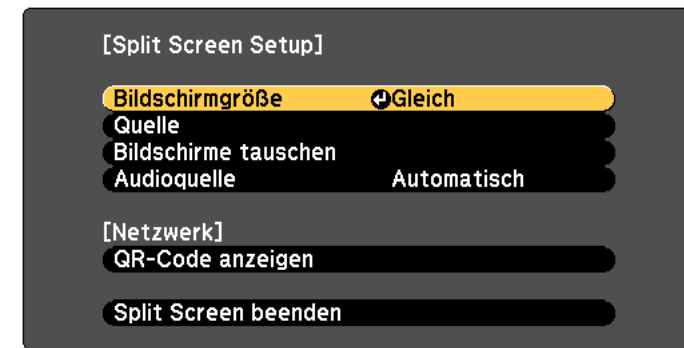 [Split Screen Setup]
Bildschirmgröße Gleich
Quelle
Bildschirme tauschen
Audioquelle Automatisch
[Netzwerk]
QR-Code anzeigen
Split Screen beenden